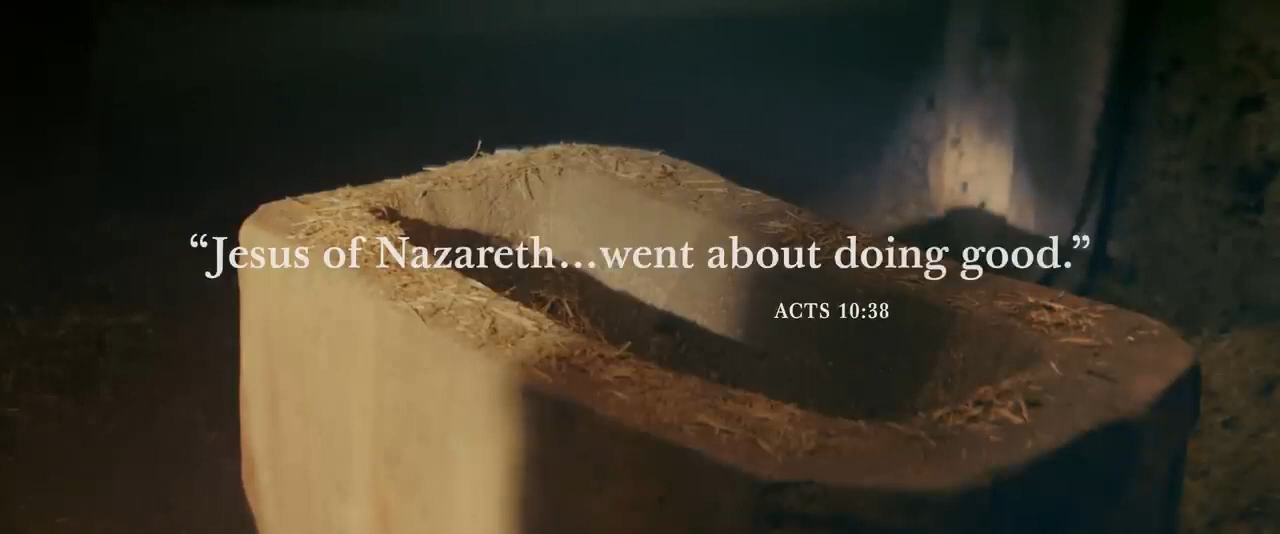 “Jesus of Nazareth...went about doing good.”
ACTS 10:38